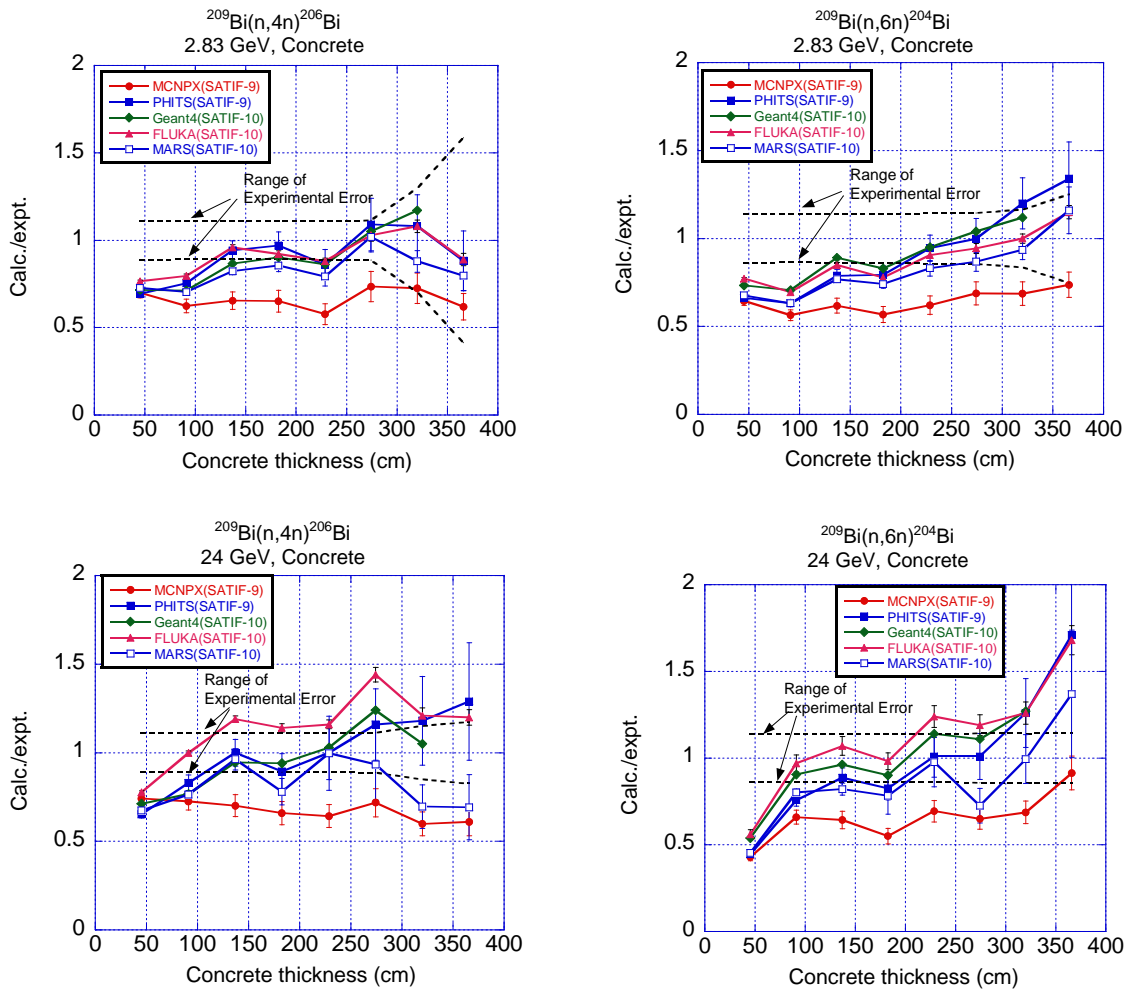 ²⁰⁹Bi(n,4n)²⁰⁶Bi
2.83 GeV, Concrete
2
1.5
1
0.5
0
Calc./expt.
MCNPX(SATIF-9)
PHITS(SATIF-9)
Geant4(SATIF-10)
FLUKA(SATIF-10)
MARS(SATIF-10)
Range of
Experimental Error
0 50 100 150 200 250 300 350 400
Concrete thickness (cm)
²⁰⁹Bi(n,6n)²⁰⁴Bi
2.83 GeV, Concrete
2
1.5
1
0.5
0
Calc./expt.
MCNPX(SATIF-9)
PHITS(SATIF-9)
Geant4(SATIF-10)
FLUKA(SATIF-10)
MARS(SATIF-10)
Range of
Experimental Error
0 50 100 150 200 250 300 350 400
Concrete thickness (cm)
²⁰⁹Bi(n,4n)²⁰⁶Bi
24 GeV, Concrete
2
1.5
1
0.5
0
Calc./expt.
MCNPX(SATIF-9)
PHITS(SATIF-9)
Geant4(SATIF-10)
FLUKA(SATIF-10)
MARS(SATIF-10)
Range of
Experimental Error
0 50 100 150 200 250 300 350 400
Concrete thickness (cm)
²⁰⁹Bi(n,6n)²⁰⁴Bi
24 GeV, Concrete
2
1.5
1
0.5
0
Calc./expt.
MCNPX(SATIF-9)
PHITS(SATIF-9)
Geant4(SATIF-10)
FLUKA(SATIF-10)
MARS(SATIF-10)
Range of
Experimental Error
0 50 100 150 200 250 300 350 400
Concrete thickness (cm)